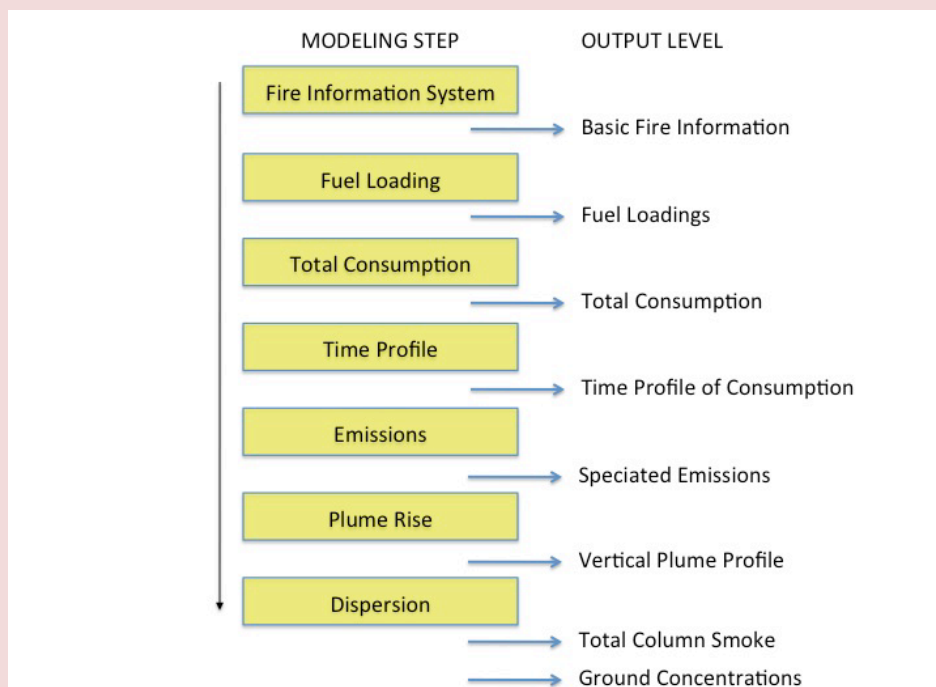 MODELING STEP OUTPUT LEVEL
Fire Information System
Basic Fire Information
Fuel Loading
Fuel Loadings
Total Consumption
Total Consumption
Time Profile
Time Profile of Consumption
Emissions
Speciated Emissions
Plume Rise
Vertical Plume Profile
Dispersion
Total Column Smoke
Ground Concentrations